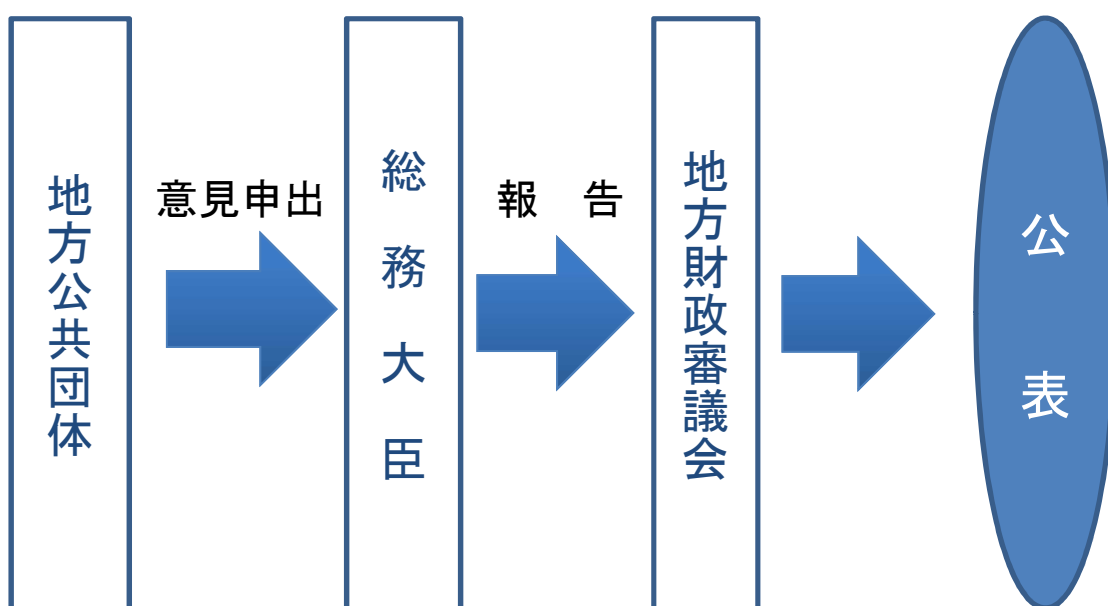 地方公共団体
意見申出
総務大臣
報　告
地方財政審議会
公表